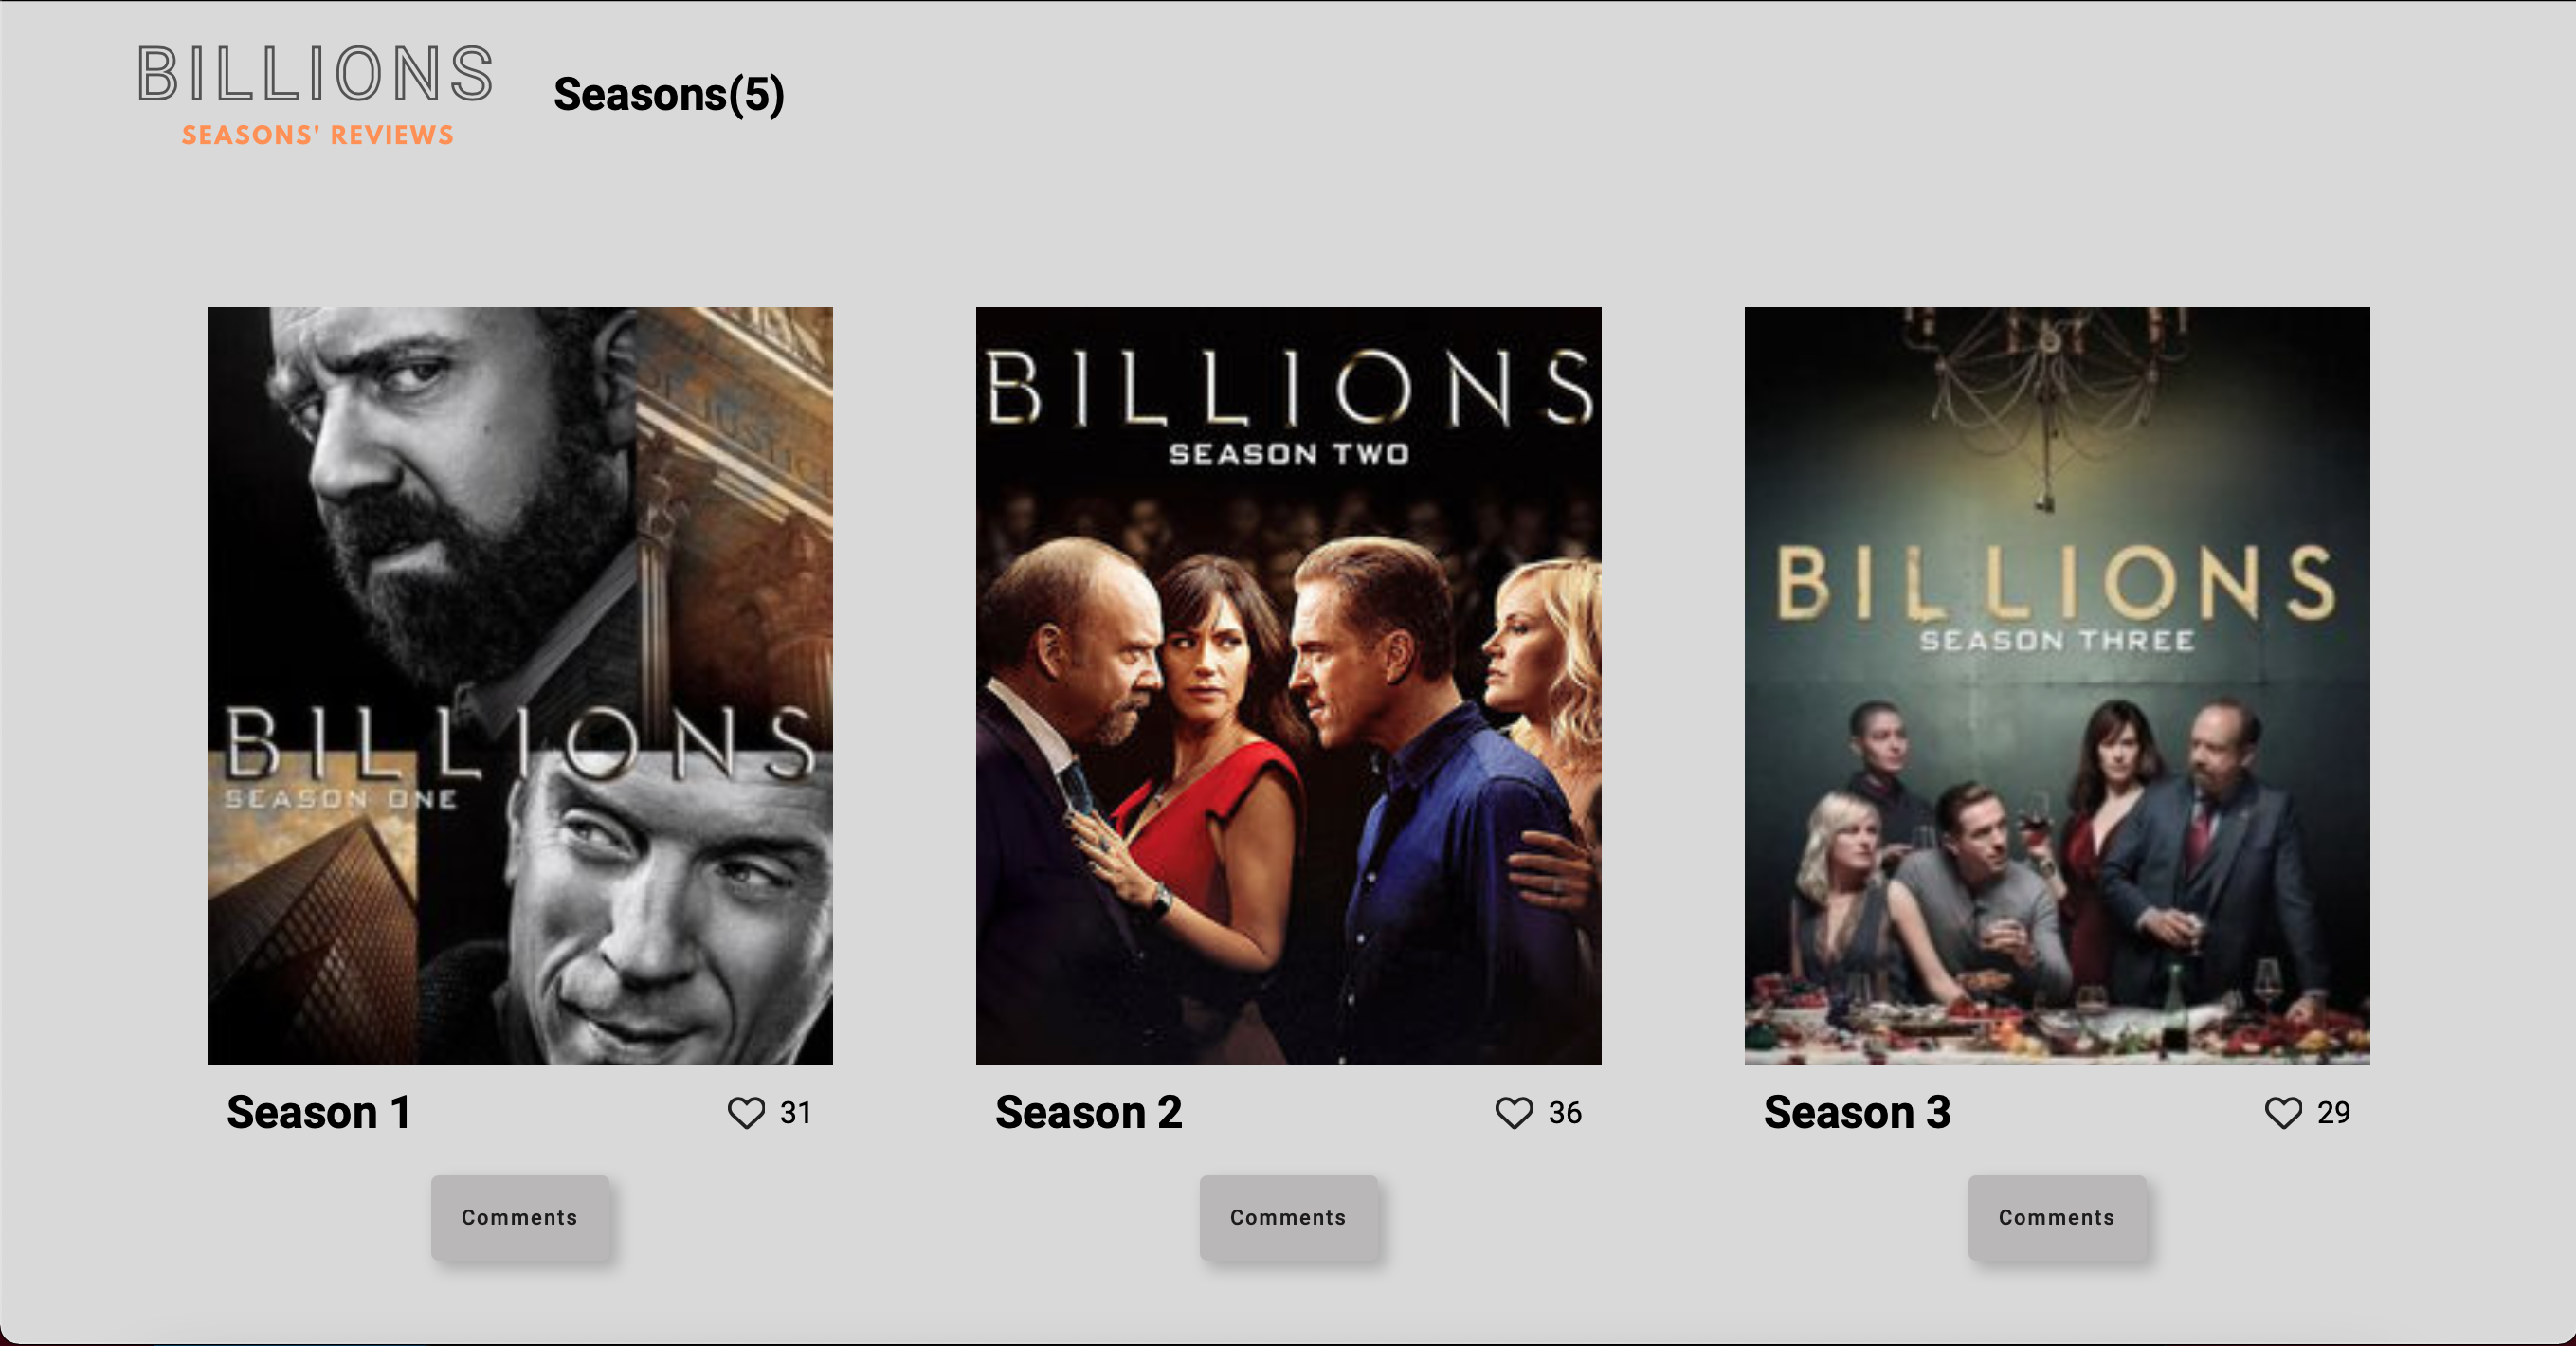 BILLIONS
SEASONS' REVIEWS
Seasons(5)
BILLIONS
SEASON ONE
BILLIONS
SEASON TWO
BILLIONS
SEASON THREE
Season 1
31
Season 2
36
Season 3
29
Comments
Comments
Comments